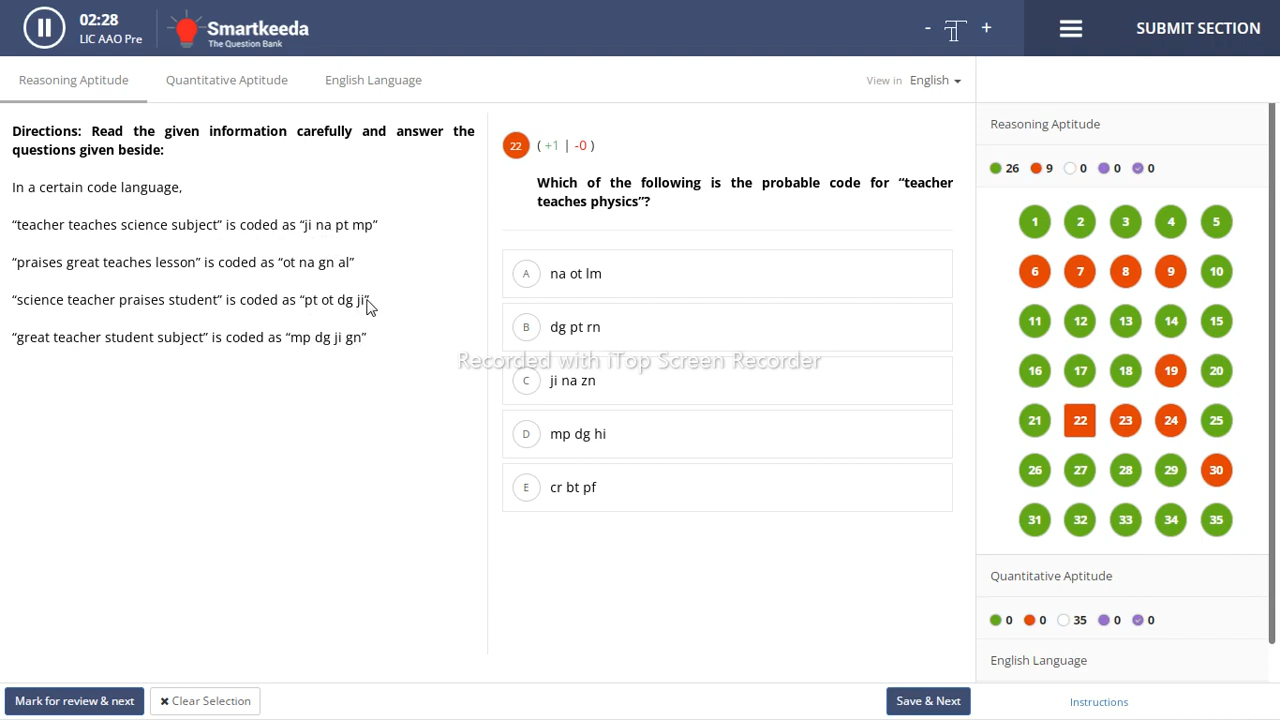 02:28
LIC AAO Pre
Smartkeeda
The Question Bank
- T +
SUBMIT SECTION
Reasoning Aptitude
Quantitative Aptitude
English Language
View in English
Directions: Read the given information carefully and answer the
questions given beside:
In a certain code language,
“teacher teaches science subject” is coded as “ji na pt mp”
“praises great teaches lesson” is coded as “ot na gn al”
“science teacher praises student” is coded as “pt ot dg ji”
“great teacher student subject” is coded as “mp dg ji gn”
22 ( +1 | -0 )
Which of the following is the probable code for “teacher
teaches physics”?
A na ot lm
B dg pt rn
Recorded with iTop Screen Recorder
C ji na zn
D mp dg hi
E cr bt pf
Reasoning Aptitude
26 9 0 0 0
1 2 3 4 5
6 7 8 9 10
11 12 13 14 15
16 17 18 19 20
21 22 23 24 25
26 27 28 29 30
31 32 33 34 35
Quantitative Aptitude
0 0 35 0 0
English Language
Mark for review & next
Clear Selection
Save & Next
Instructions